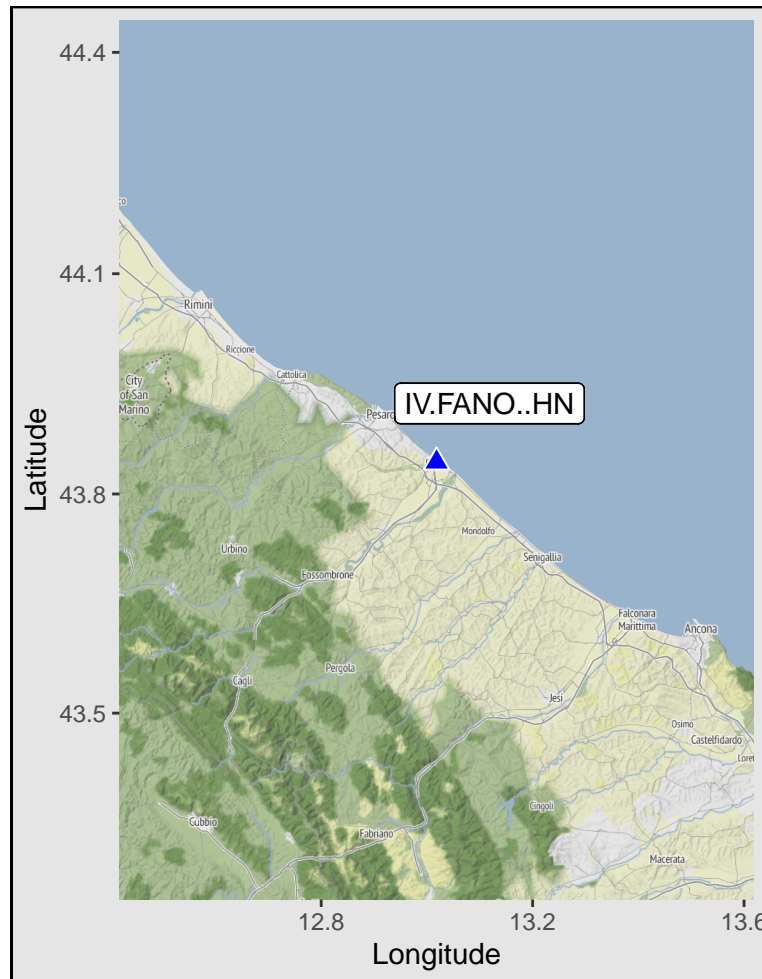 44.4
44.1
43.8
43.5
Latitude
co
Rimini
Riccione
Cattolica
City
of San
Marino
Pesaro
IV.FANO..HN
Mondolfo
Senigallia
Urbino
Fossombrone
Falconara
Marittima
Ancona
Pergola
Cagli
Jesi
Osimo
Castelfidardo
Loret
Cingoli
Gubbio
Fabriano
Macerata
12.8
13.2
13.6
Longitude